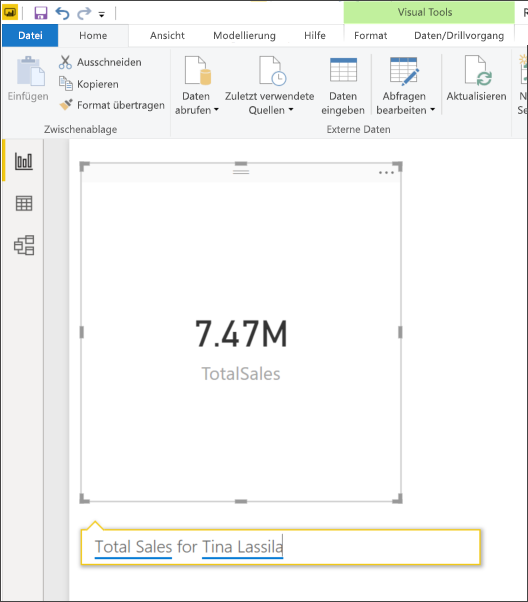 Visual Tools
Datei Home Ansicht Modellierung Hilfe Format Daten/Drillvorgang
Einfügen
Ausschneiden
Kopieren
Format übertragen
Zwischenablage
Daten
abrufen
Zuletzt verwendete
Quellen
Daten
eingeben
Abfragen
bearbeiten
Aktualisieren
Externe Daten
7.47M
TotalSales
Total Sales for Tina Lassila